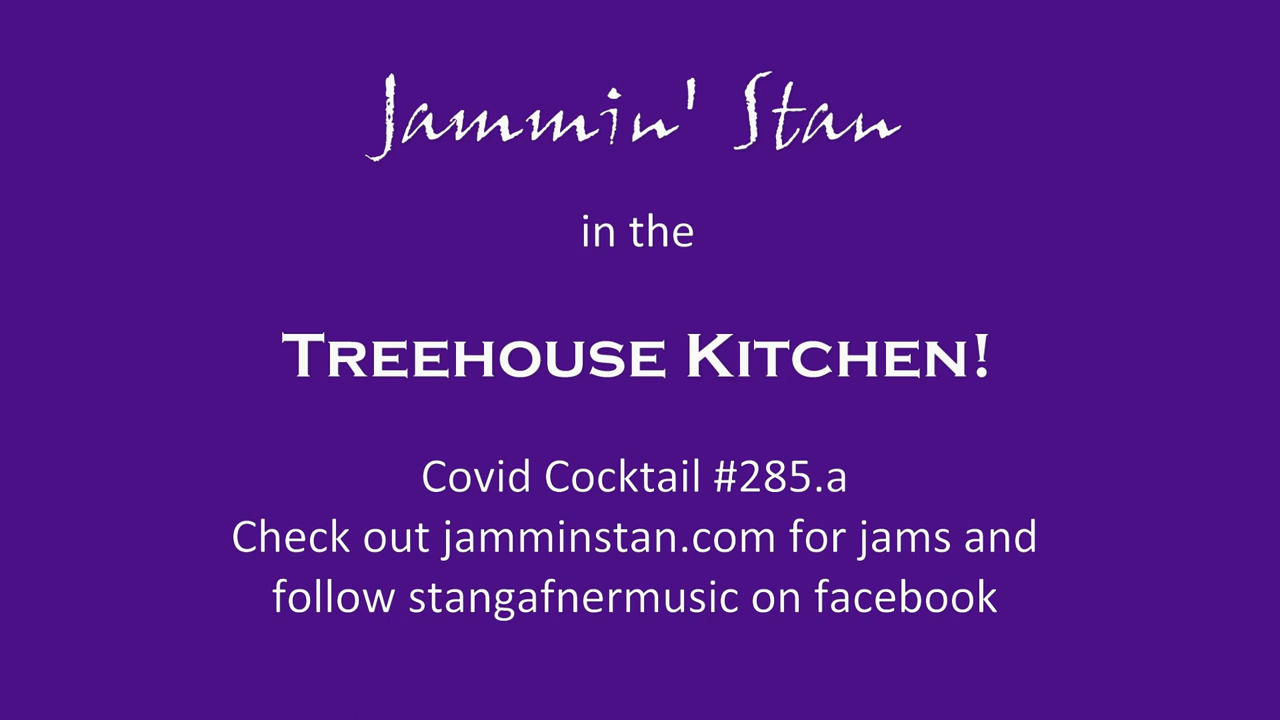 Jammin' Stan
in the
TREEHOUSE KITCHEN!
Covid Cocktail #285.a
Check out jamminstan.com for jams and
follow stangafnermusic on facebook